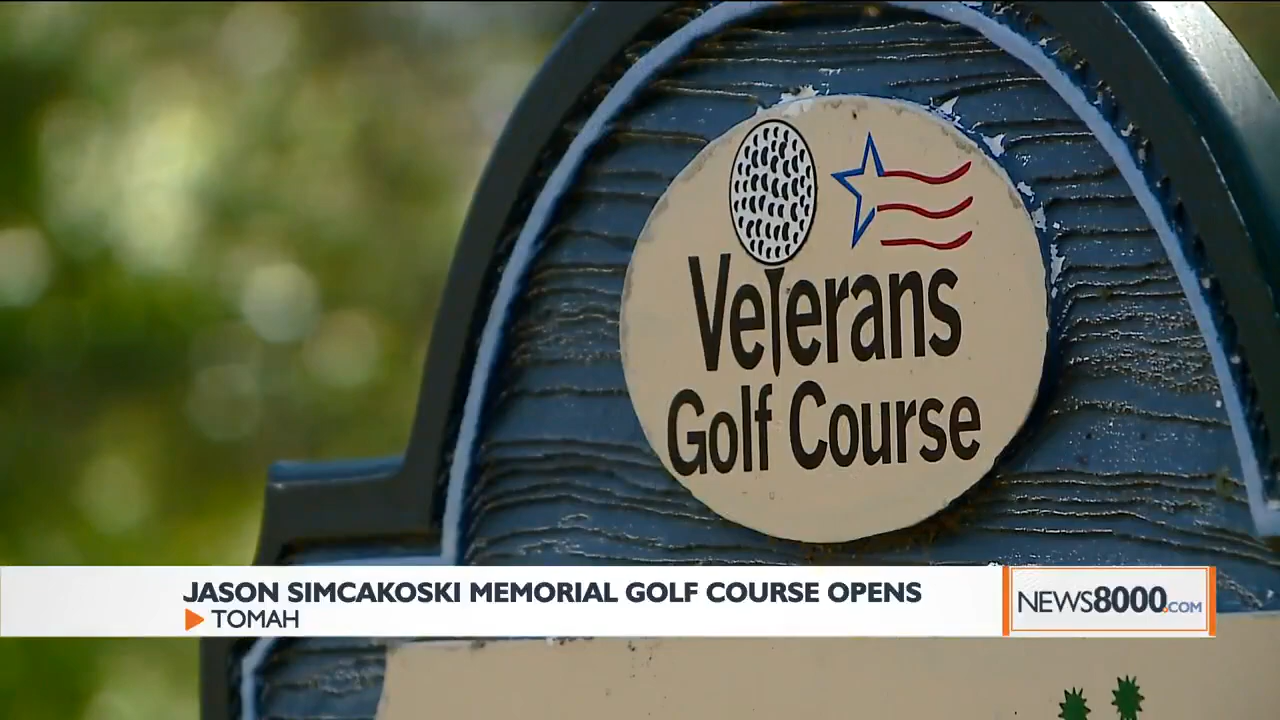 Veterans
Golf Course
JASON SIMCAKOSKI MEMORIAL GOLF COURSE OPENS
TOMAH
NEWS8000.COM